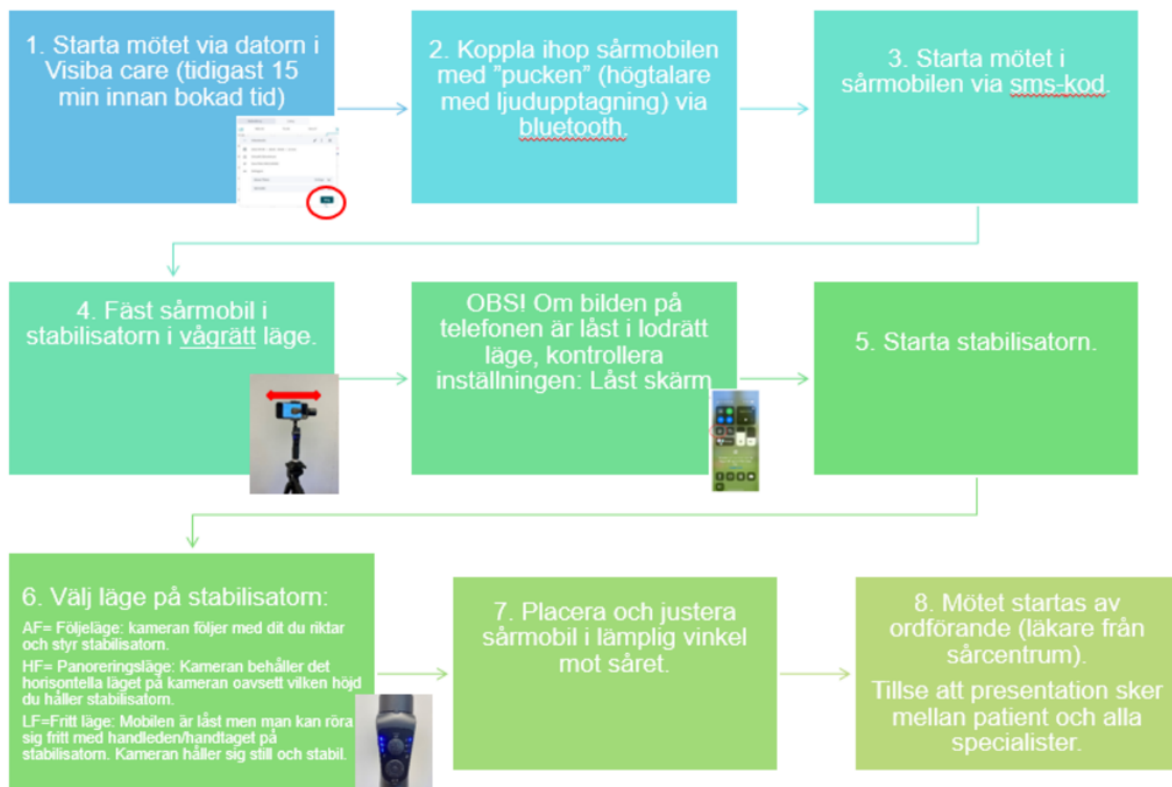 1. Starta mötet via datorn i
Visiba care (tidigast 15
min innan bokad tid)
2. Koppla ihop sårmobilen
med ”pucken” (högtalare
med ljudupptagning) via
bluetooth.
3. Starta mötet i
sårmobilen via sms-kod.
4. Fäst sårmobil i
stabilisatorn i vågrätt läge.
OBS! Om bilden på
telefonen är låst i lodrätt
läge, kontrollera
inställningen: Låst skärm
5. Starta stabilisatorn.
6. Välj läge på stabilisatorn:
AF= Följeläge: kameran följer med dit du riktar
och styr stabilisatorn.
HF= Panoreringsläge: Kameran behåller det
horisontella läget på kameran oavsett vilken höjd
du håller stabilisatorn.
LF=Fritt läge: Mobilen är låst men man kan röra
sig fritt med handleden/handtaget på
stabilisatorn. Kameran håller sig still och stabil.
7. Placera och justera
sårmobil i lämplig vinkel
mot såret.
8. Mötet startas av
ordförande (läkare från
sårcentrum).
Tillse att presentation sker
mellan patient och alla
specialister.